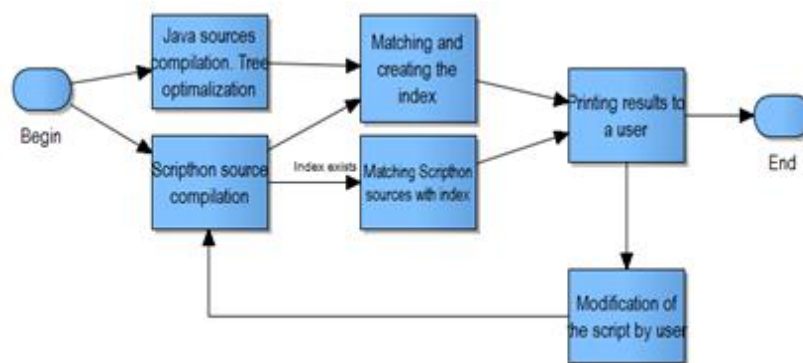 Java sources
compilation. Tree
optimalization
Matching and
creating the
index
Begin
Printing results to
a user
End
Scripthon source
compilation
Index exists
Matching Scripthon
sources wth index
Modification of
the script by user